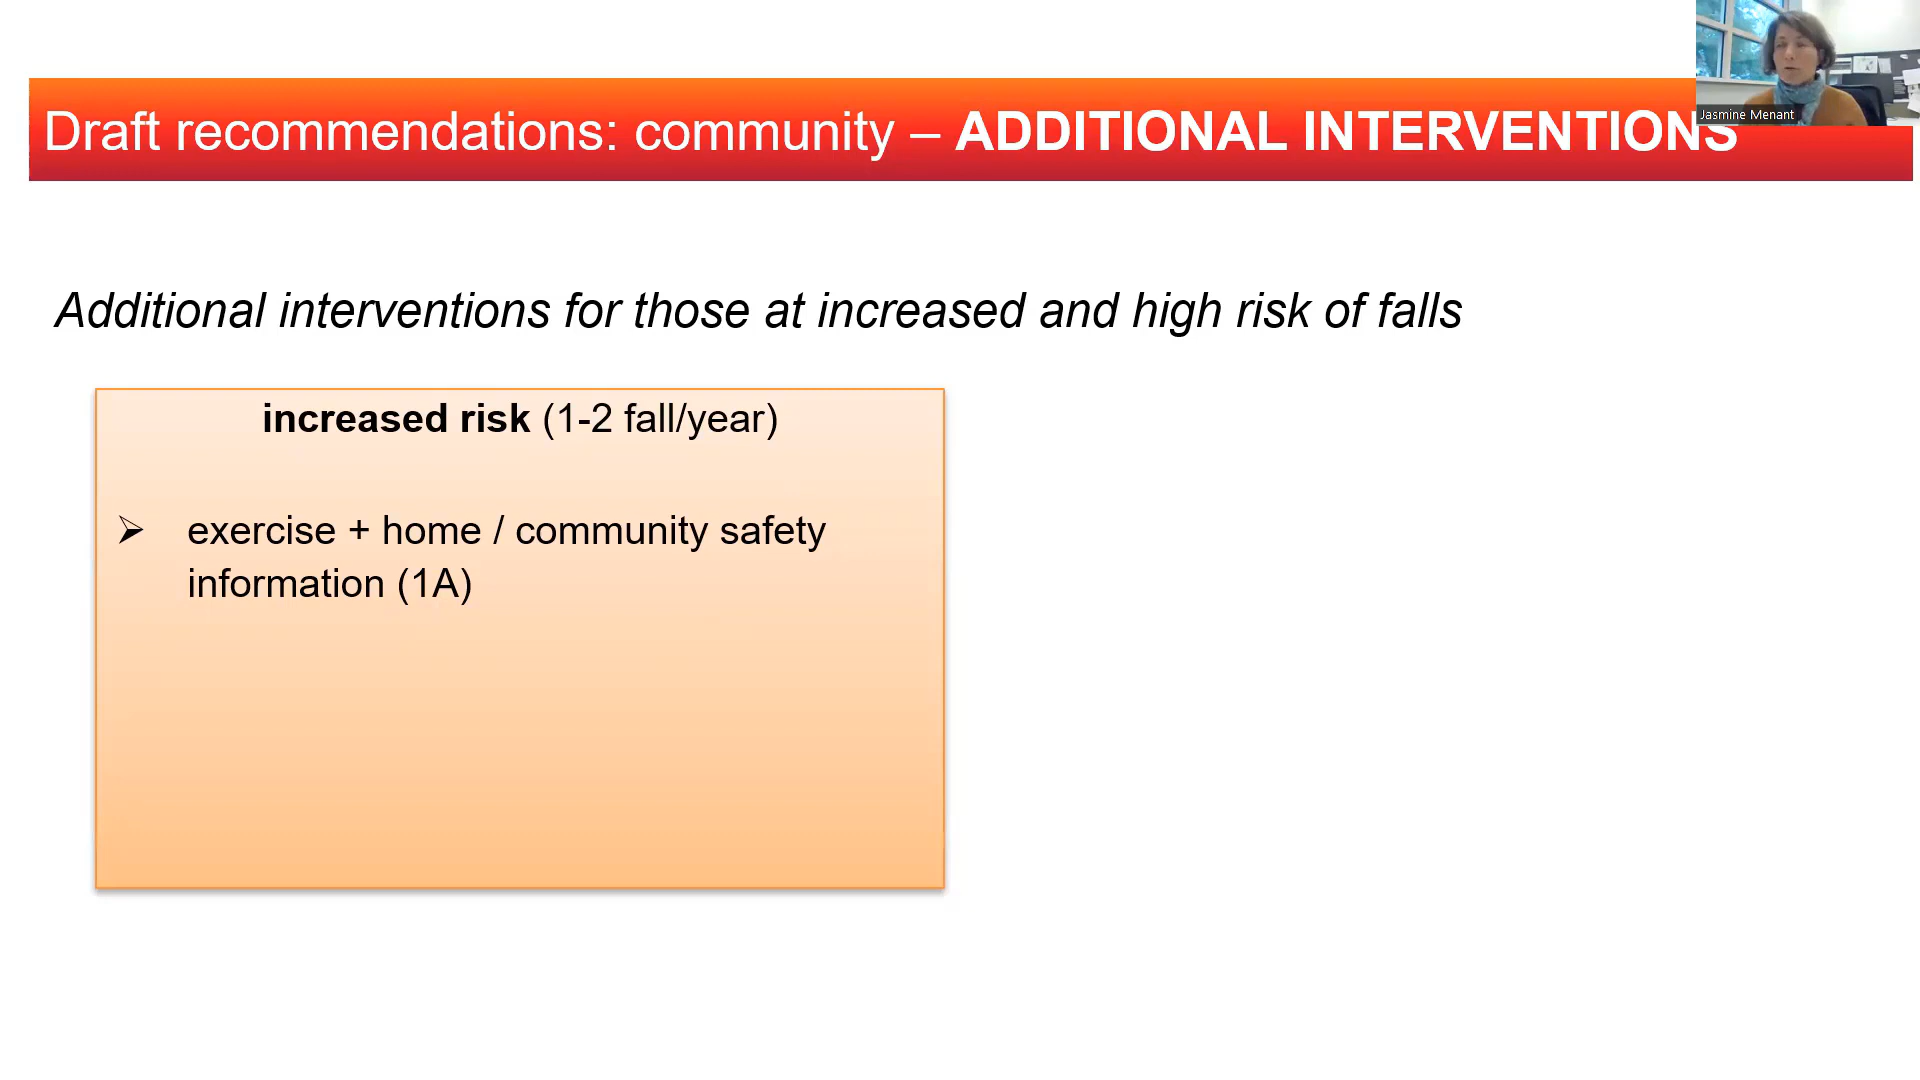 Draft recommendations: community – ADDITIONAL INTERVENTIONS
Jasmine Menant
Additional interventions for those at increased and high risk of falls
increased risk (1-2 fall/year)
➢ exercise + home / community safety
information (1A)